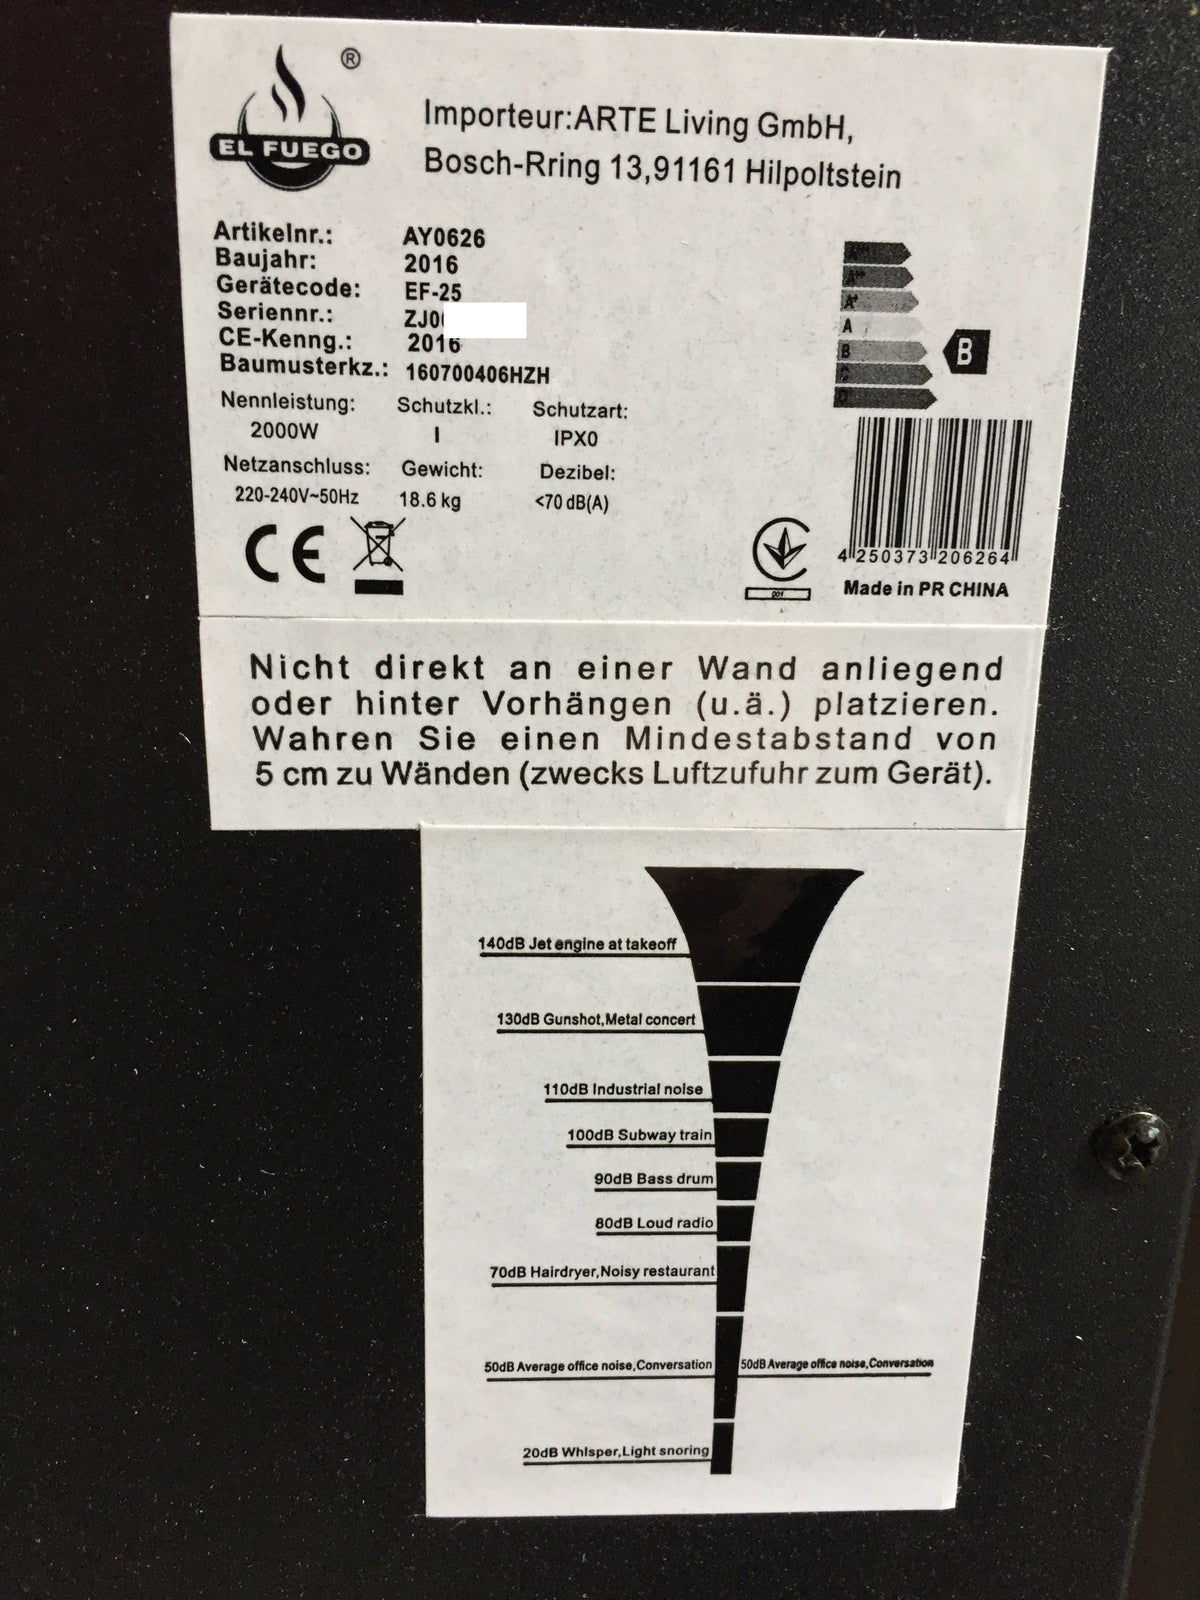 EL FUEGO ®
Importeur:ARTE Living GmbH,
Bosch-Rring 13,91161 Hilpoltstein
Artikelnr.: AY0626
Baujahr: 2016
Gerätecode: EF-25
Seriennr.: ZJ0
CE-Kenng.: 2016
Baumusterkz.: 160700406HZH
Nennleistung: Schutzkl.: Schutzart:
2000W I IPX0
Netzanschluss: Gewicht: Dezibel:
220-240V~50Hz 18.6 kg <70 dB(A)
CE
A++
A+
A
B
B
C
D
001
4 250373 206264
Made in PR CHINA
Nicht direkt an einer Wand anliegend
oder hinter Vorhängen (u.ä.) platzieren.
Wahren Sie einen Mindestabstand von
5 cm zu Wänden (zwecks Luftzufuhr zum Gerät).
140dB Jet engine at takeoff
130dB Gunshot,Metal concert
110dB Industrial noise
100dB Subway train
90dB Bass drum
80dB Loud radio
70dB Hairdryer,Noisy restaurant
50dB Average office noise,Conversation 50dB Average office noise,Conversation
20dB Whlsper,Light snoring